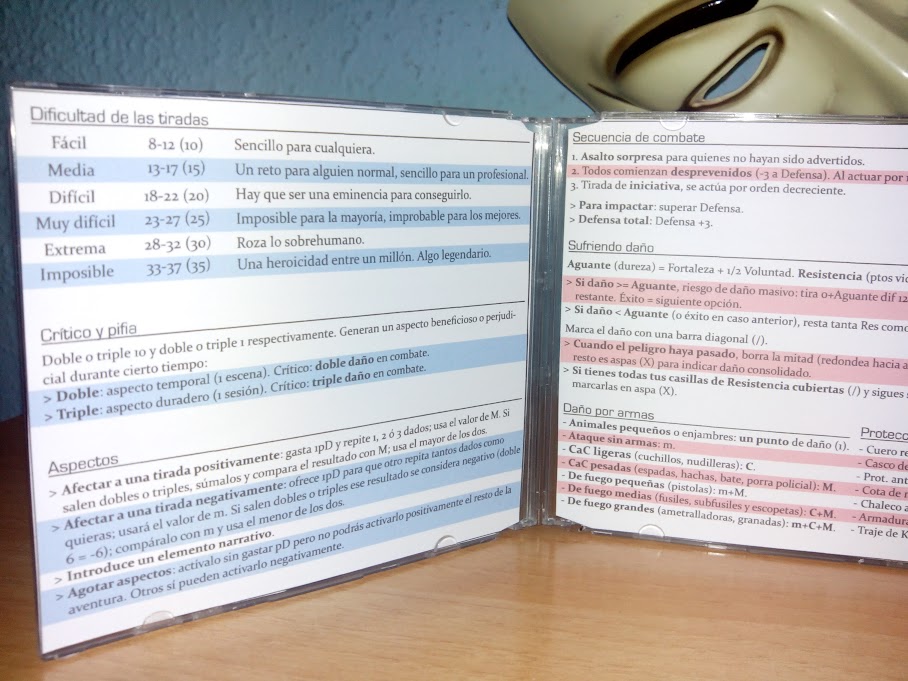 Dificultad de las tiradas
Fácil 8-12 (10) Sencillo para cualquiera.
Media 13-17 (15) Un reto para alguien normal, sencillo para un profesional.
Difícil 18-22 (20) Hay que ser una eminencia para conseguirlo.
Muy difícil 23-27 (25) Imposible para la mayoría, improbable para los mejores.
Extrema 28-32 (30) Roza lo sobrehumano.
Imposible 33-37 (35) Una heroicidad entre un millón. Algo legendario.
Crítico y pifia
Doble o triple 10 y doble o triple 1 respectivamente. Generan un aspecto beneficioso o perjudi-
cial durante cierto tiempo:
> Doble: aspecto temporal (1 escena). Crítico: doble daño en combate.
> Triple: aspecto duradero (1 sesión). Crítico: triple daño en combate.
Aspectos
> Afectar a una tirada positivamente: gasta 1pD y repite 1, 2 ó 3 dados; usa el valor de M. Si
salen dobles o triples, súmalos y compara el resultado con M; usa el mayor de los dos.
> Afectar a una tirada negativamente: ofrece 1pD para que otro repita tantos dados como
quieras; usará el valor de m. Si salen dobles o triples ese resultado se considera negativo (doble
6 = -6); compáralo con m y usa el menor de los dos.
> Introduce un elemento narrativo.
> Agotar aspectos: actívalo sin gastar pD pero no podrás activarlo positivamente el resto de la
aventura. Otros sí pueden activarlo negativamente.
Secuencia de combate
1. Asalto sorpresa para quienes no hayan sido advertidos.
2. Todos comienzan desprevenidos (-3 a Defensa). Al actuar por
3. Tirada de iniciativa, se actúa por orden decreciente.
> Para impactar: superar Defensa.
> Defensa total: Defensa +3.
Sufriendo daño
Aguante (dureza) = Fortaleza + 1/2 Voluntad. Resistencia (ptos
> Si daño >= Aguante, riesgo de daño masivo: tira 0+Aguante dif 12
restante. Éxito = siguiente opción.
> Si daño < Aguante (o éxito en caso anterior), resta tanta Res como
Marca el daño con una barra diagonal (/).
> Cuando el peligro haya pasado, borra la mitad (redondea hacia
resto es aspas (X) para indicar daño consolidado.
> Si tienes todas tus casillas de Resistencia cubiertas (/) y sigues
marcarlas en aspa (X).
Daño por armas
- Animales pequeños o enjambres: un punto de daño (1).
- Ataque sin armas: m.
- CaC ligeras (cuchillos, nudilleras): C.
- CaC pesadas (espadas, hachas, bate, porra policial): M.
- De fuego pequeñas (pistolas): m+M.
- De fuego medias (fusiles, subfusiles y escopetas): C+M.
- De fuego grandes (ametralladoras, granadas): m+C+M.
Protecc
- Cuero
- Casco de
- Prot.
- Cota de
- Chaleco
- Armadura
- Traje de K